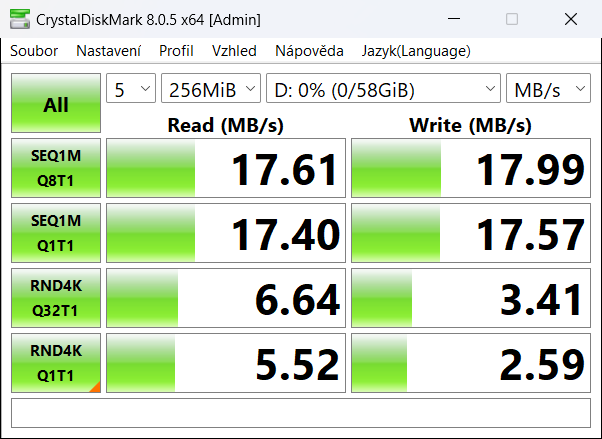 CrystalDiskMark 8.0.5 x64 [Admin]
Soubor Nastavení Profil Vzhled Nápověda Jazyk(Language)
All 5 256MiB D: 0% (0/58GiB) MB/s
Read (MB/s) Write (MB/s)
SEQ1M
Q8T1
17.61 17.99
SEQ1M
Q1T1
17.40 17.57
RND4K
Q32T1
6.64 3.41
RND4K
Q1T1
5.52 2.59